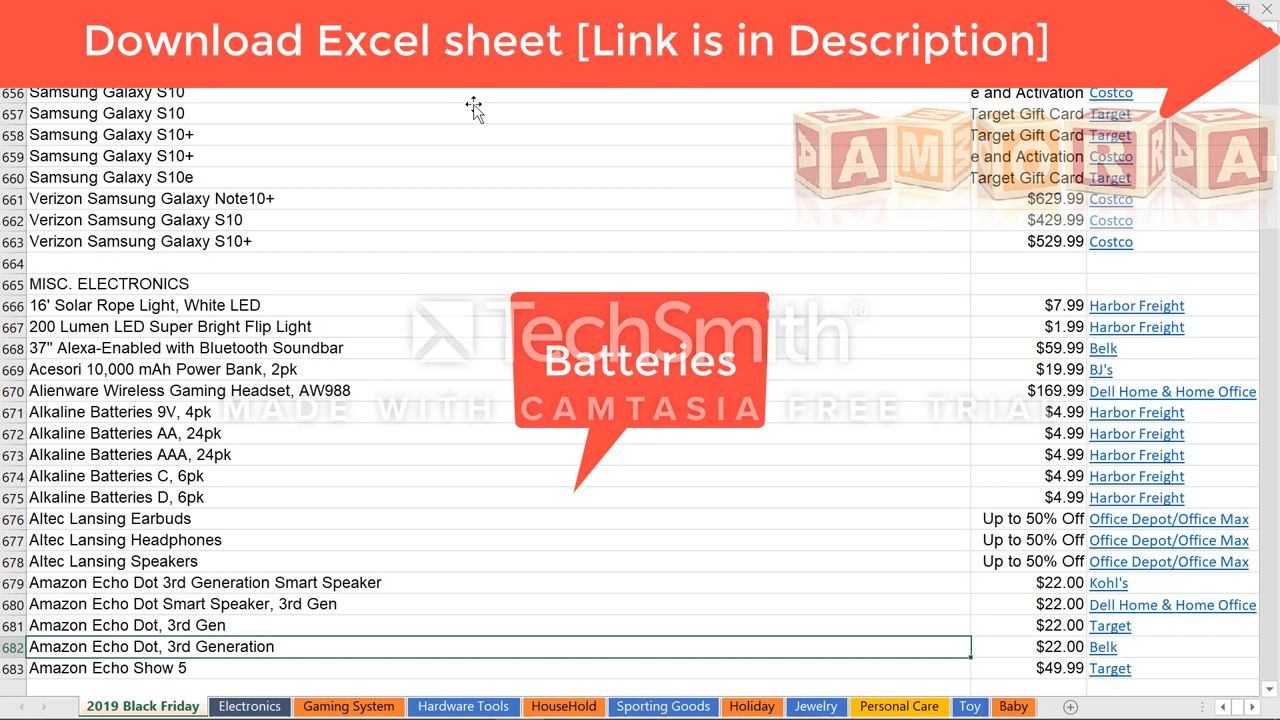 Download Excel sheet [Link is in Description]
656 Samsung Galaxy S10 e and Activation Costco
657 Samsung Galaxy S10 Target Gift Card Target
658 Samsung Galaxy S10+ Target Gift Card Target
659 Samsung Galaxy S10+ e and Activation Costco
660 Samsung Galaxy S10e Target Gift Card Target
661 Verizon Samsung Galaxy Note10+ $629.99 Costco
662 Verizon Samsung Galaxy S10 $429.99 Costco
663 Verizon Samsung Galaxy S10+ $529.99 Costco
664
665 MISC. ELECTRONICS
666 16' Solar Rope Light, White LED $7.99 Harbor Freight
667 200 Lumen LED Super Bright Flip Light $1.99 Harbor Freight
668 37" Alexa-Enabled with Bluetooth Soundbar $59.99 Belk
669 Acesori 10,000 mAh Power Bank, 2pk $19.99 BJ's
670 Alienware Wireless Gaming Headset, AW988 $169.99 Dell Home & Home Office
671 Alkaline Batteries 9V, 4pk $4.99 Harbor Freight
672 Alkaline Batteries AA, 24pk $4.99 Harbor Freight
673 Alkaline Batteries AAA, 24pk $4.99 Harbor Freight
674 Alkaline Batteries C, 6pk $4.99 Harbor Freight
675 Alkaline Batteries D, 6pk $4.99 Harbor Freight
676 Altec Lansing Earbuds Up to 50% Off Office Depot/Office Max
677 Altec Lansing Headphones Up to 50% Off Office Depot/Office Max
678 Altec Lansing Speakers Up to 50% Off Office Depot/Office Max
679 Amazon Echo Dot 3rd Generation Smart Speaker $22.00 Kohl's
680 Amazon Echo Dot Smart Speaker, 3rd Gen $22.00 Dell Home & Home Office
681 Amazon Echo Dot, 3rd Gen $22.00 Target
682 Amazon Echo Dot, 3rd Generation $22.00 Belk
683 Amazon Echo Show 5 $49.99 Target
A M O R A
TechSmith®
Batteries
MADE WITH CAMTASIA FREE TRIAL
2019 Black Friday Electronics Gaming System Hardware Tools HouseHold Sporting Goods Holiday Jewelry Personal Care Toy Baby